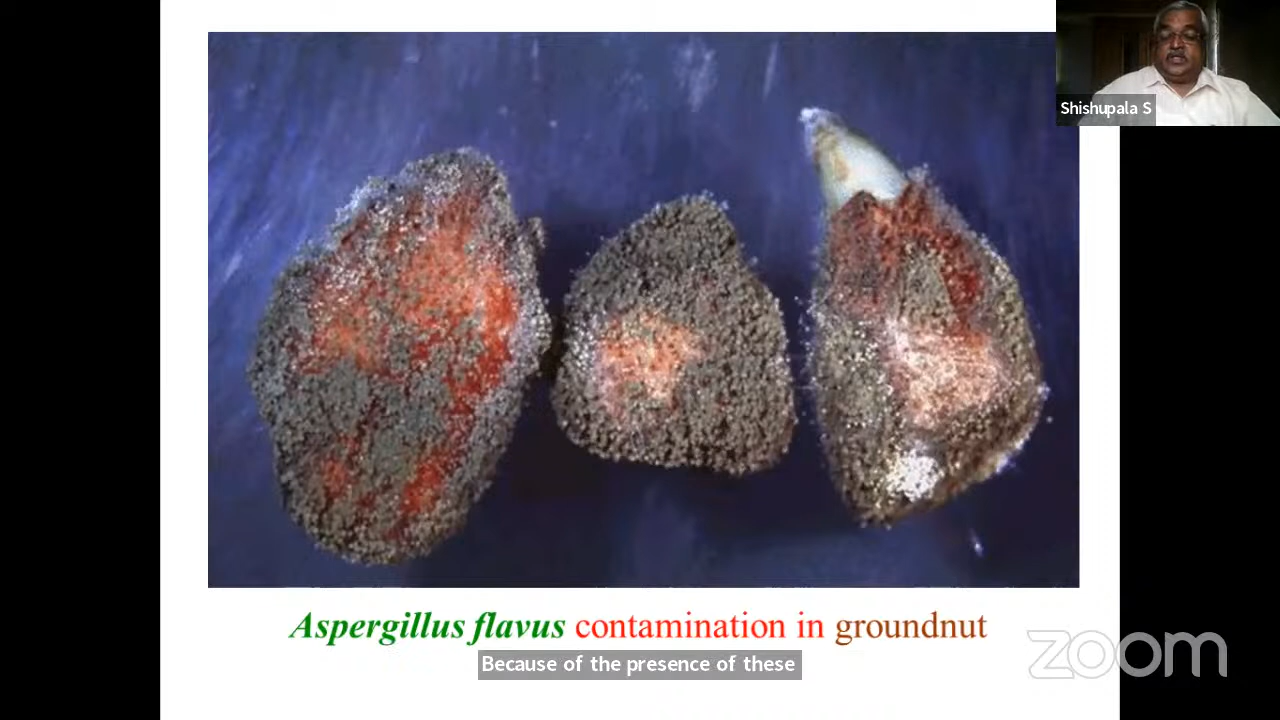 Shishupala S
Aspergillus flavus contamination in groundnut
Because of the presence of these
zoom